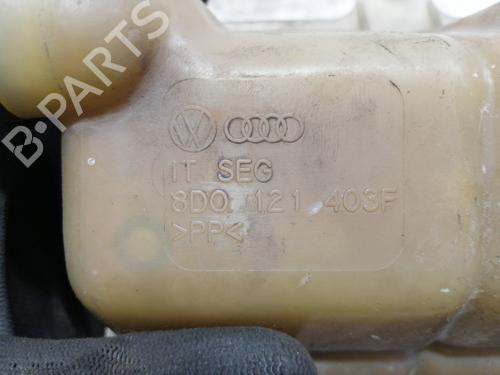 B-PARTS
IT SEG
8D0 121 403F
>PP<